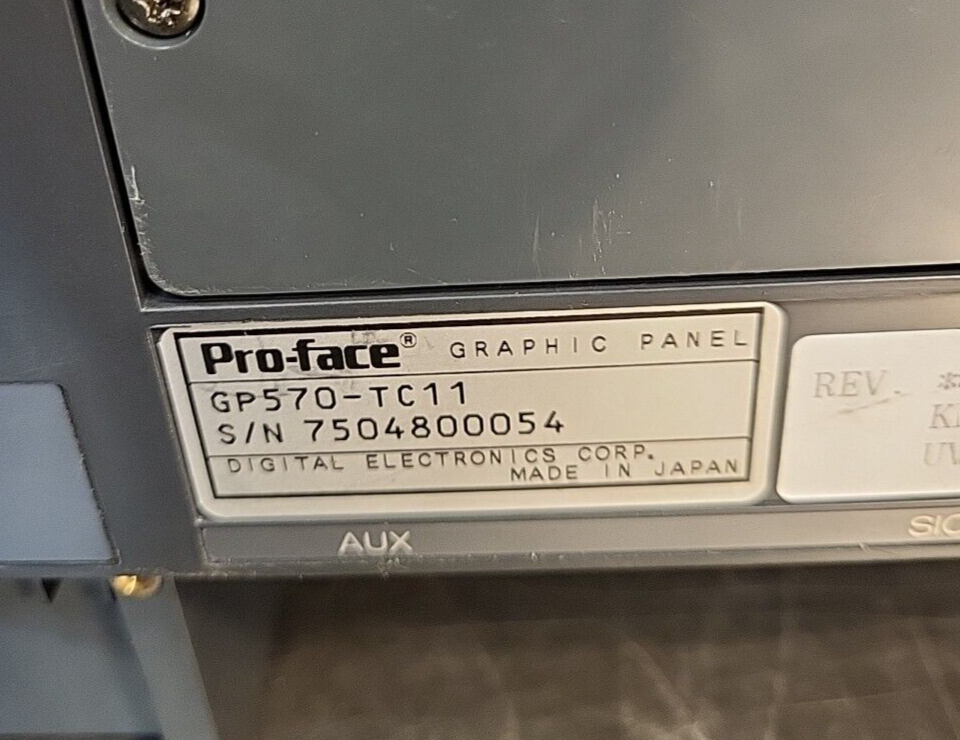 Pro-face® GRAPHIC PANEL
GP570-TC11
S/N 7504800054
DIGITAL ELECTRONICS CORP.
MADE IN JAPAN
REV.
AUX